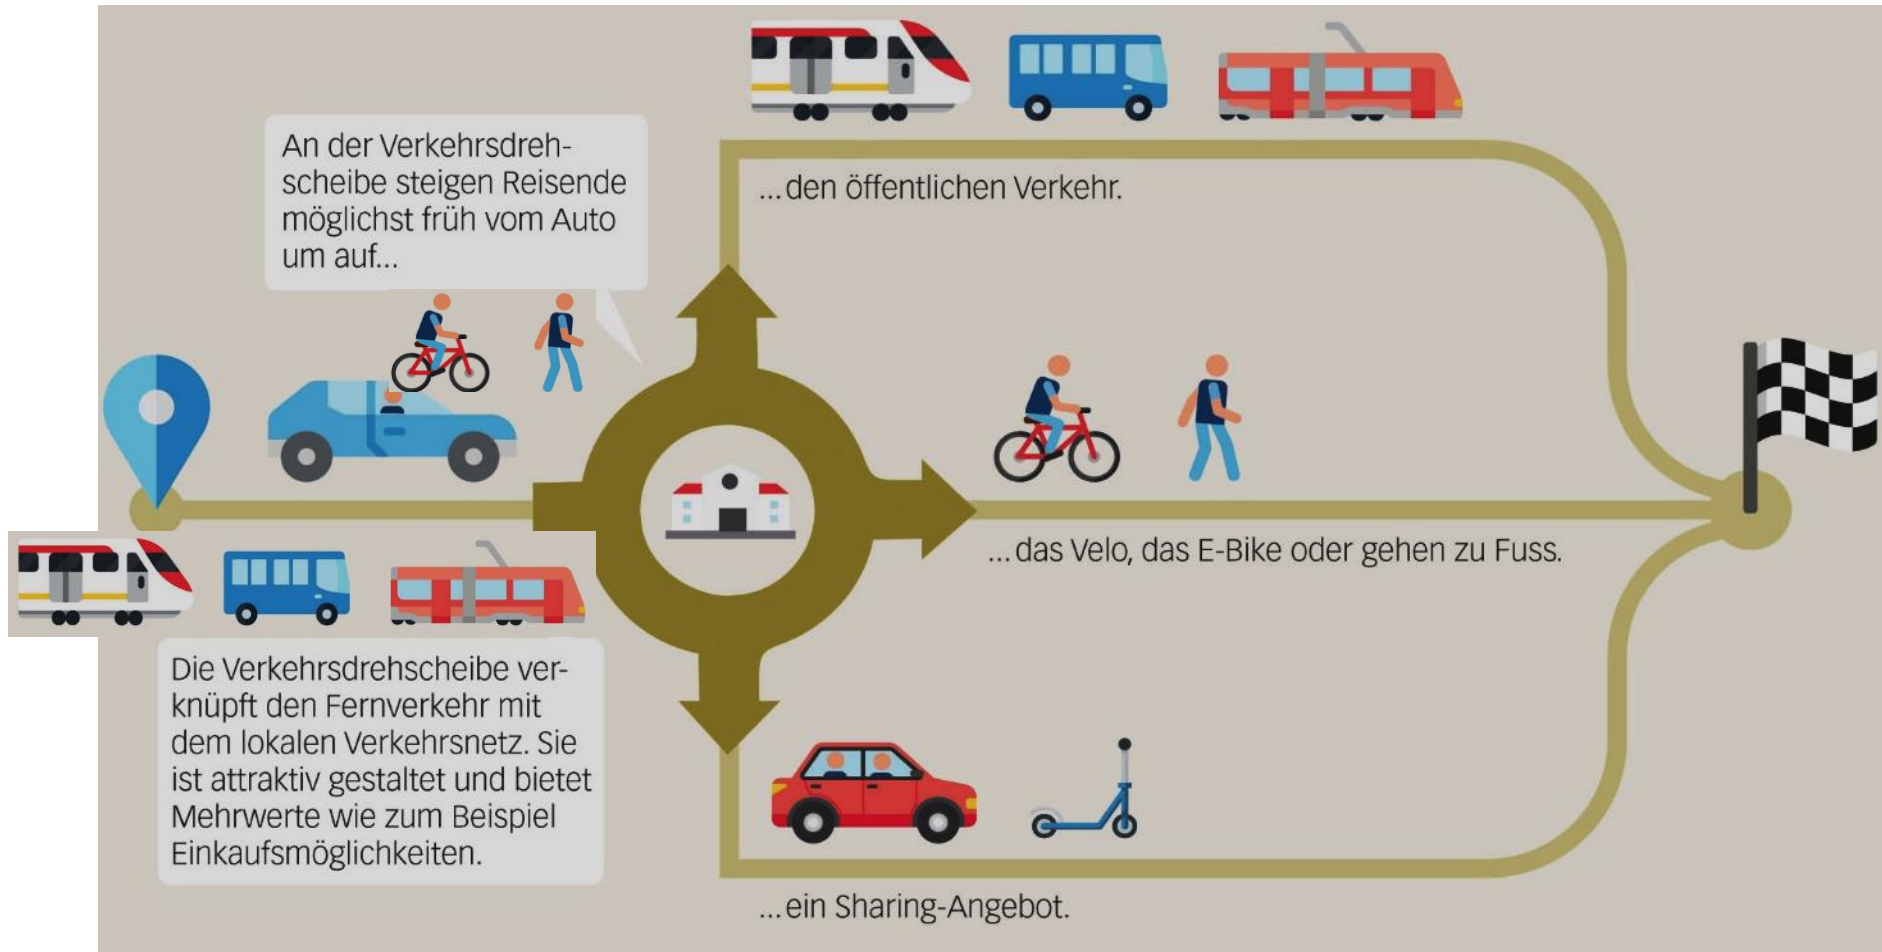 An der Verkehrsdreh-
scheibe steigen Reisende
möglichst früh vom Auto
um auf...
...den öffentlichen Verkehr.
...das Velo, das E-Bike oder gehen zu Fuss.
Die Verkehrsdrehscheibe ver-
knüpft den Fernverkehr mit
dem lokalen Verkehrsnetz. Sie
ist attraktiv gestaltet und bietet
Mehrwerte wie zum Beispiel
Einkaufsmöglichkeiten.
...ein Sharing-Angebot.